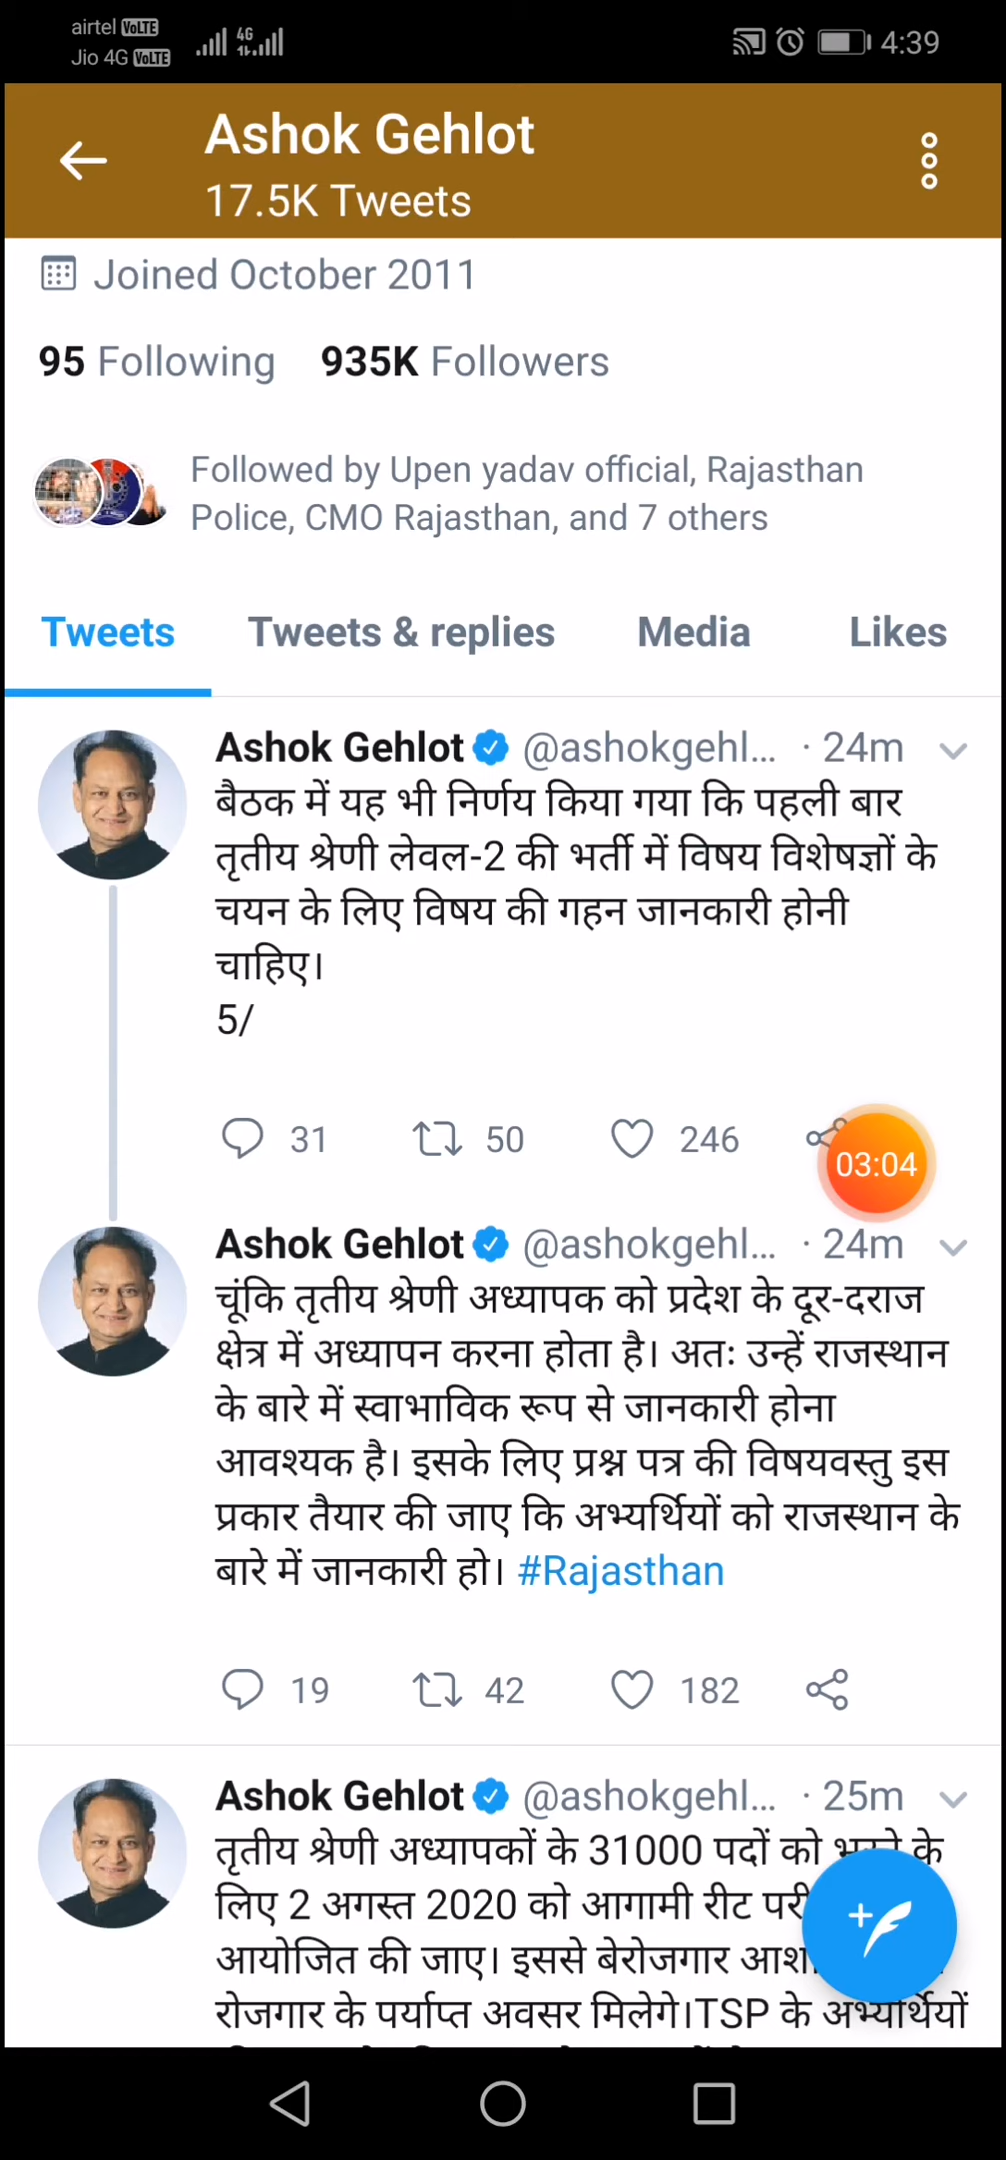 airtel VoLTE
Jio 4G VoLTE
4G
4:39
Ashok Gehlot
17.5K Tweets
Joined October 2011
95 Following 935K Followers
Followed by Upen yadav official, Rajasthan
Police, CMO Rajasthan, and 7 others
Tweets Tweets & replies Media Likes
Ashok Gehlot @ashokgehl... · 24m
बैठक में यह भी निर्णय किया गया कि पहली बार
तृतीय श्रेणी लेवल-2 की भर्ती में विषय विशेषज्ञों के
चयन के लिए विषय की गहन जानकारी होनी
चाहिए।
5/
31 50 246
03:04
Ashok Gehlot @ashokgehl... · 24m
चूंकि तृतीय श्रेणी अध्यापक को प्रदेश के दूर-दराज
क्षेत्र में अध्यापन करना होता है। अतः उन्हें राजस्थान
के बारे में स्वाभाविक रूप से जानकारी होना
आवश्यक है। इसके लिए प्रश्न पत्र की विषयवस्तु इस
प्रकार तैयार की जाए कि अभ्यर्थियों को राजस्थान के
बारे में जानकारी हो। #Rajasthan
19 42 182
Ashok Gehlot @ashokgehl... · 25m
तृतीय श्रेणी अध्यापकों के 31000 पदों को भरने के
लिए 2 अगस्त 2020 को आगामी रीट
आयोजित की जाए। इससे बेरोजगार
रोजगार के पर्याप्त अवसर मिलेगे।TSP के अभ्यार्थियों